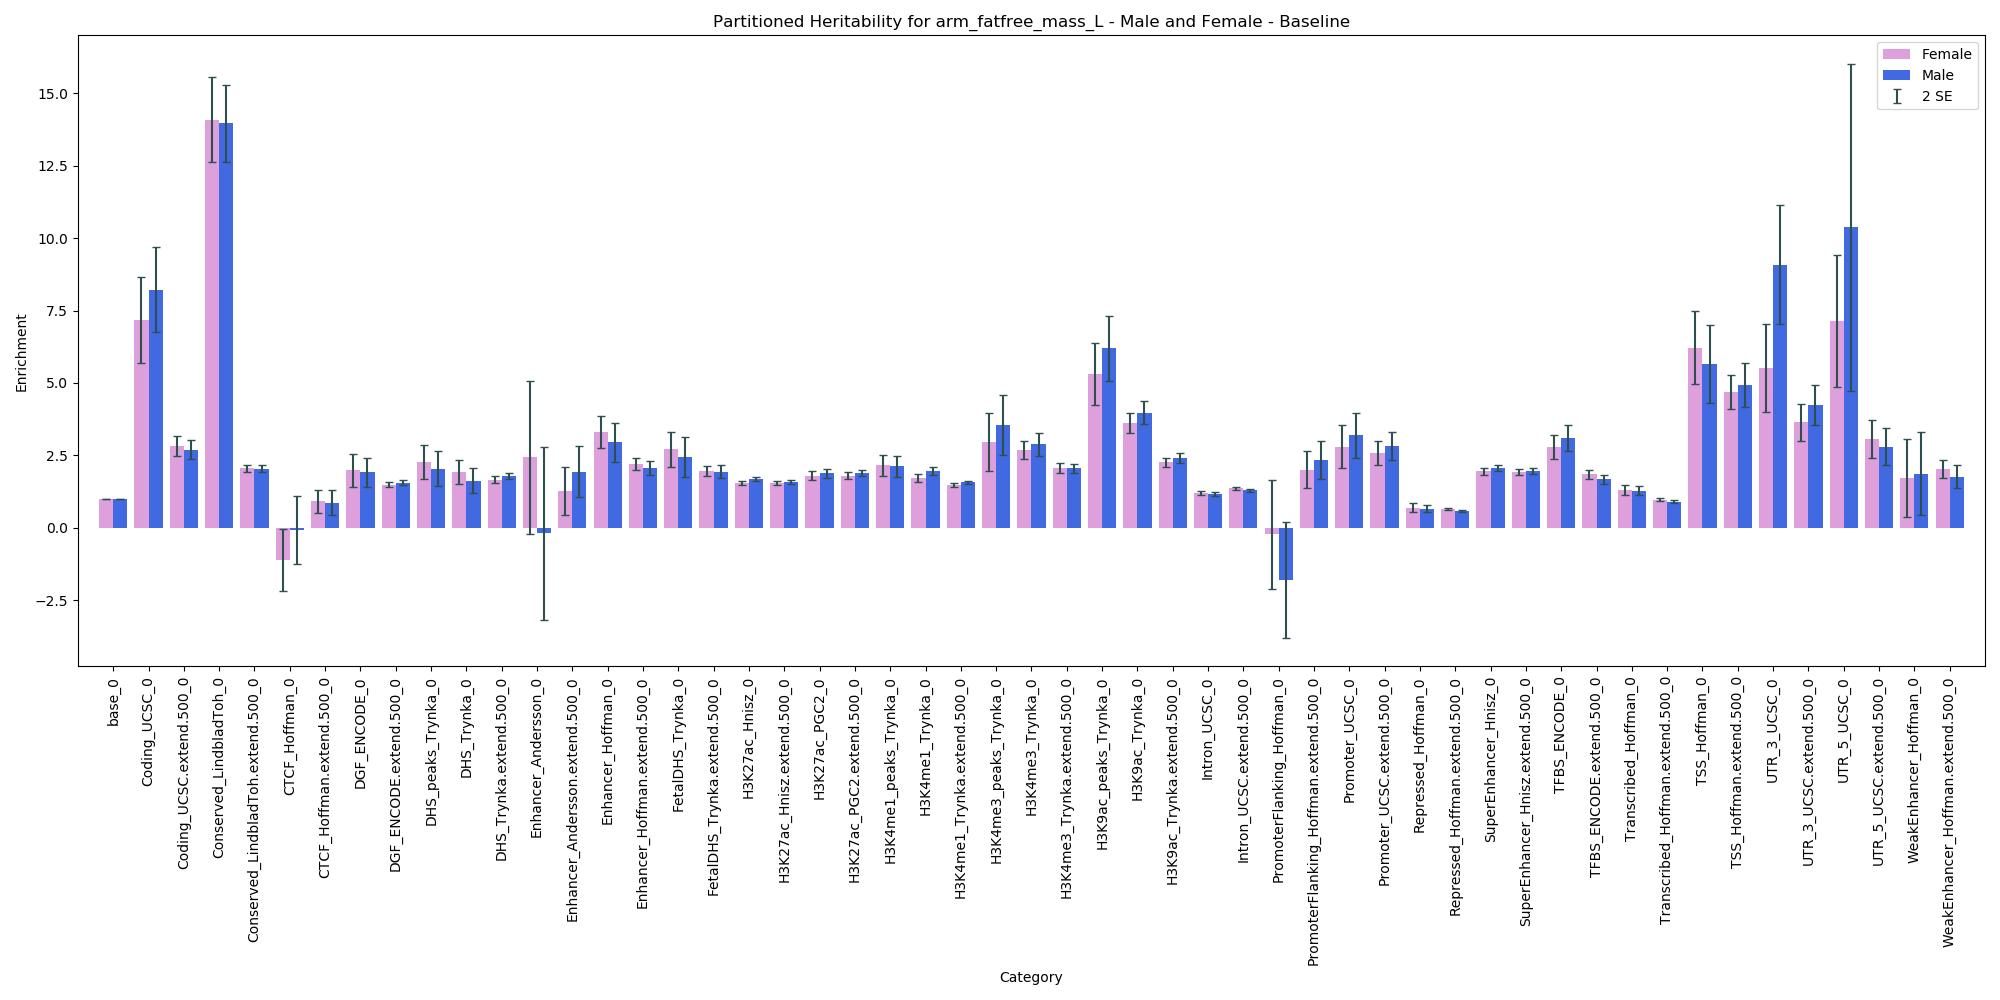 Partitioned Heritability for arm_fatfree_mass_L - Male and Female - Baseline
Female
Male
2 SE
Enrichment
15.0
12.5
10.0
7.5
5.0
2.5
0.0
−2.5
base_0
Coding_UCSC_0
Coding_UCSC.extend.500_0
Conserved_LindbladToh_0
Conserved_LindbladToh.extend.500_0
CTCF_Hoffman_0
CTCF_Hoffman.extend.500_0
DGF_ENCODE_0
DGF_ENCODE.extend.500_0
DHS_peaks_Trynka_0
DHS_Trynka_0
DHS_Trynka.extend.500_0
Enhancer_Andersson_0
Enhancer_Andersson.extend.500_0
Enhancer_Hoffman_0
Enhancer_Hoffman.extend.500_0
FetalDHS_Trynka_0
FetalDHS_Trynka.extend.500_0
H3K27ac_Hnisz_0
H3K27ac_Hnisz.extend.500_0
H3K27ac_PGC2_0
H3K27ac_PGC2.extend.500_0
H3K4me1_peaks_Trynka_0
H3K4me1_Trynka_0
H3K4me1_Trynka.extend.500_0
H3K4me3_peaks_Trynka_0
H3K4me3_Trynka_0
H3K4me3_Trynka.extend.500_0
H3K9ac_peaks_Trynka_0
H3K9ac_Trynka_0
H3K9ac_Trynka.extend.500_0
Intron_UCSC_0
Intron_UCSC.extend.500_0
PromoterFlanking_Hoffman_0
PromoterFlanking_Hoffman.extend.500_0
Promoter_UCSC_0
Promoter_UCSC.extend.500_0
Repressed_Hoffman_0
Repressed_Hoffman.extend.500_0
SuperEnhancer_Hnisz_0
SuperEnhancer_Hnisz.extend.500_0
TFBS_ENCODE_0
TFBS_ENCODE.extend.500_0
Transcribed_Hoffman_0
Transcribed_Hoffman.extend.500_0
TSS_Hoffman_0
TSS_Hoffman.extend.500_0
UTR_3_UCSC_0
UTR_3_UCSC.extend.500_0
UTR_5_UCSC_0
UTR_5_UCSC.extend.500_0
WeakEnhancer_Hoffman_0
WeakEnhancer_Hoffman.extend.500_0
Category